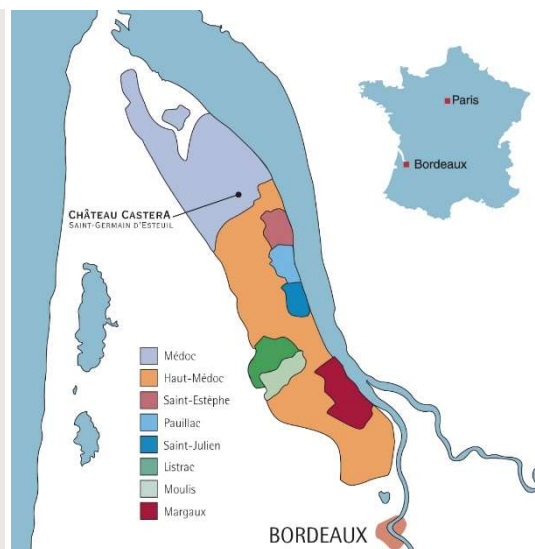 Paris
Bordeaux
CHÂTEAU CASTERA
SAINT-GERMAIN D'ESTEUIL
Médoc
Haut-Médoc
Saint-Estèphe
Pauillac
Saint-Julien
Listrac
Moulis
Margaux
BORDEAUX